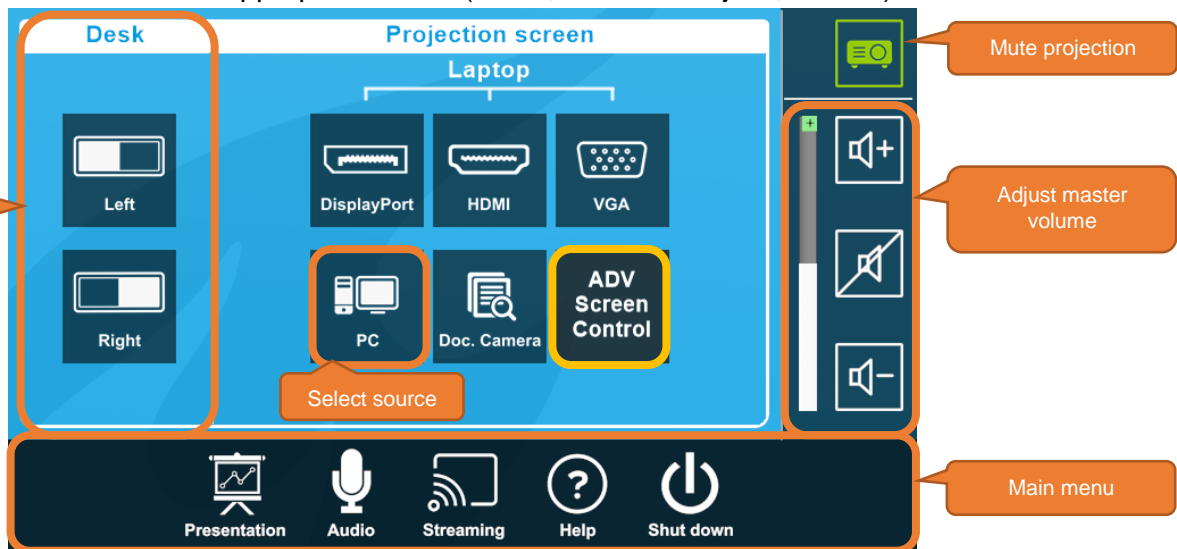 Desk
Projection screen
Mute projection
Laptop
Left
DisplayPort
HDMI
VGA
Adjust master
volume
ADV
Screen
Control
Right
PC
Doc. Camera
Select source
Main menu
Presentation
Audio
Streaming
Help
Shut down